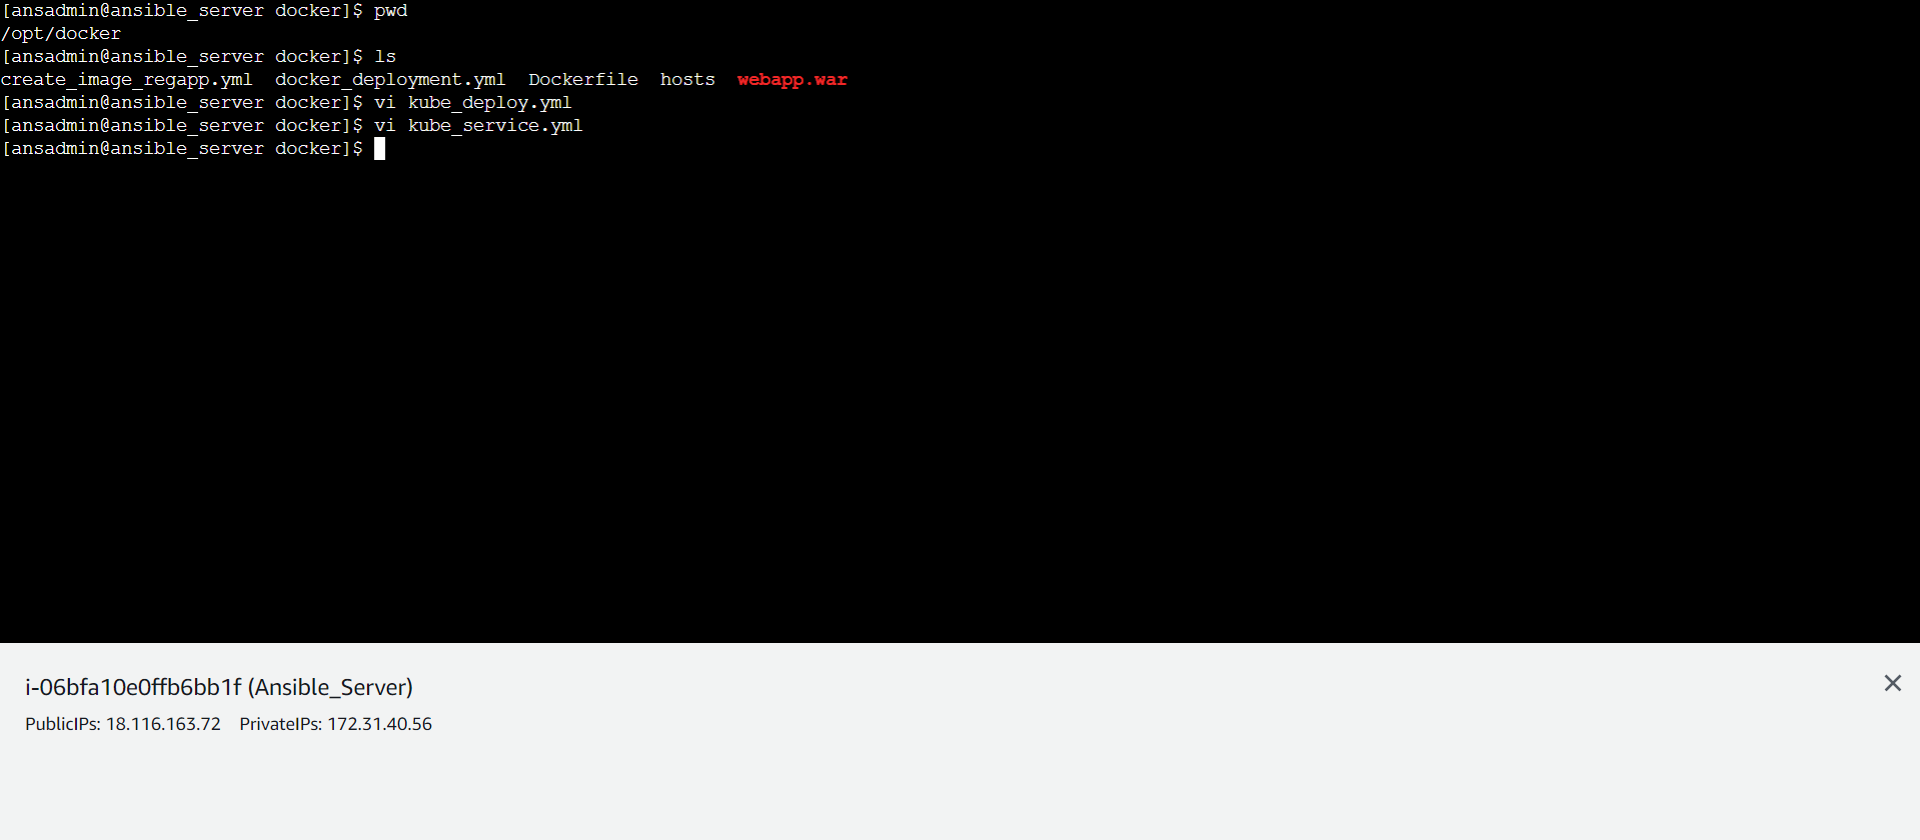 [ansadmin@ansible_server docker]$ pwd
/opt/docker
[ansadmin@ansible_server docker]$ ls
create_image_regapp.yml  docker_deployment.yml  Dockerfile  hosts  webapp.war
[ansadmin@ansible_server docker]$ vi kube_deploy.yml
[ansadmin@ansible_server docker]$ vi kube_service.yml
[ansadmin@ansible_server docker]$
i-06bfa10e0ffb6bb1f (Ansible_Server)
PublicIPs: 18.116.163.72    PrivateIPs: 172.31.40.56